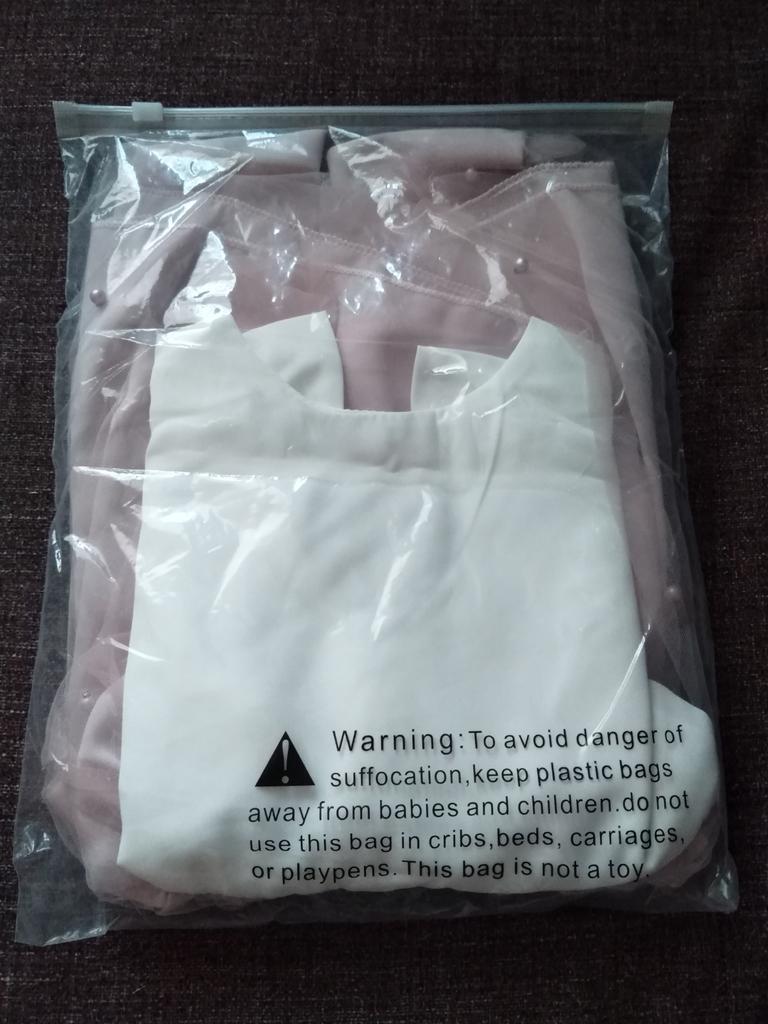 Warning:To avoid danger of
suffocation,keep plastic bags
away from babies and children.do not
use this bag in cribs,beds, carriages,
or playpens.This bag is not a toy.